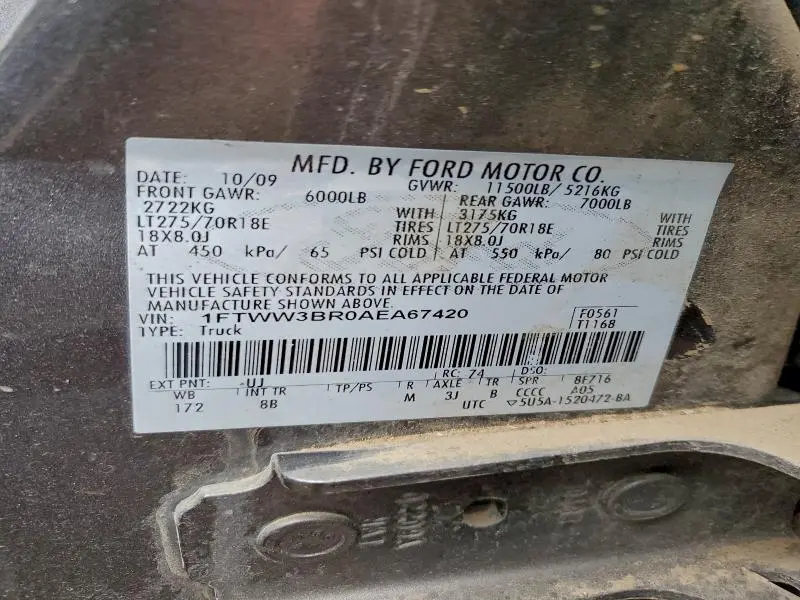 MFD. BY FORD MOTOR CO.
DATE: 10/09 GVWR: 11500LB/ 5216KG
FRONT GAWR: 6000LB REAR GAWR: 7000LB
2722KG WITH 3175KG WITH
LT275/70R18E TIRES LT275/70R18E TIRES
18X8.0J RIMS 18X8.0J RIMS
AT 450 kPa/ 65 PSI COLD AT 550 kPa/ 80 PSI COLD
THIS VEHICLE CONFORMS TO ALL APPLICABLE FEDERAL MOTOR
VEHICLE SAFETY STANDARDS IN EFFECT ON THE DATE OF
MANUFACTURE SHOWN ABOVE.
VIN: 1FTWW3BR0AEA67420 F0561
TYPE: Truck T1168
EXT PNT: UJ RC: 74 DSO:
WB INT TR TP/PS R AXLE TR SPR 8F716
172 8B M 3J B CCCC A05
UTC ▽5U5A-1520472-BA